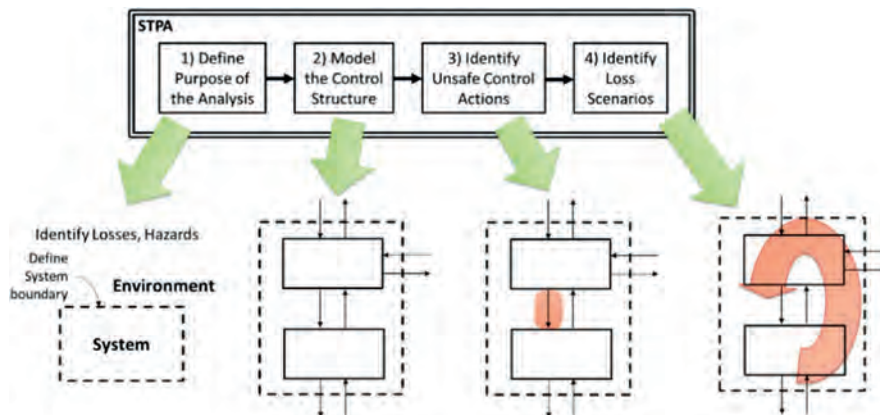 STPA
1) Define
Purpose of
the Analysis
2) Model
the Control
Structure
3) Identify
Unsafe Control
Actions
4) Identify
Loss
Scenarios
Identify Losses, Hazards
Define
System
boundary
Environment
System